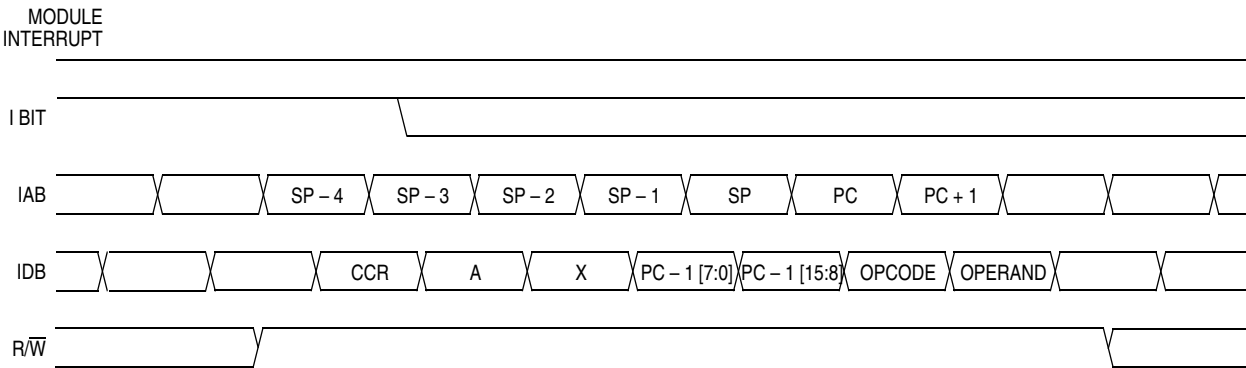 MODULE
INTERRUPT
I BIT
IAB SP – 4 SP – 3 SP – 2 SP – 1 SP PC PC + 1
IDB CCR A X PC – 1 [7:0] PC – 1 [15:8] OPCODE OPERAND
R/W̅